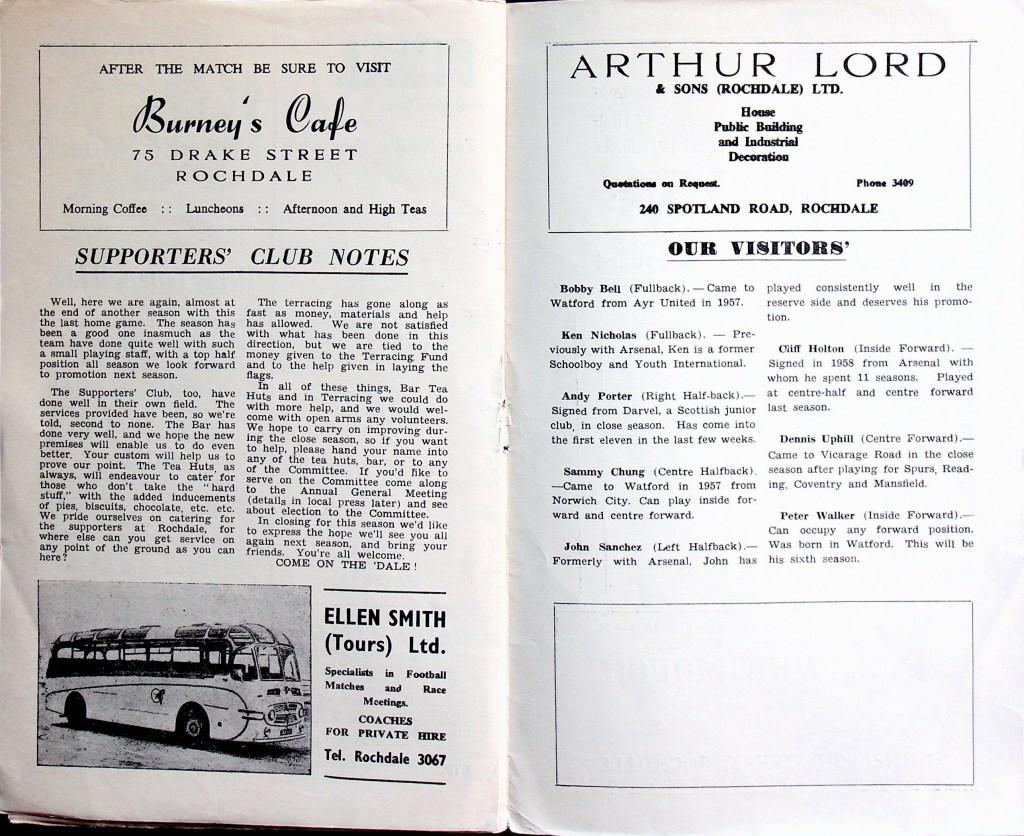 AFTER THE MATCH BE SURE TO VISIT
Burney's Cafe
75 DRAKE STREET
ROCHDALE
Morning Coffee :: Luncheons :: Afternoon and High Teas
SUPPORTERS' CLUB NOTES
Well, here we are again, almost at
the end of another season with this
the last home game. The season has
been a good one inasmuch as the
team have done quite well with such
a small playing staff, with a top half
position all season we look forward
to promotion next season.
The Supporters' Club, too, have
done well in their own field. The
services provided have been, so we're
told, second to none. The Bar has
done very well, and we hope the new
premises will enable us to do even
better. Your custom will help us to
prove our point. The Tea Huts, as
always, will endeavour to cater for
those who don't take the "hard
stuff," with the added inducements
of pies, biscuits, chocolate, etc. etc.
We pride ourselves on catering for
the supporters at Rochdale, for
where else can you get service on
any point of the ground as you can
here?
The terracing has gone along as
fast as money, materials and help
has allowed. We are not satisfied
with what has been done in this
direction, but we are tied to the
money given to the Terracing Fund
and to the help given in laying the
flags.
In all of these things, Bar Tea
Huts and in Terracing we could do
with more help, and we would wel-
come with open arms any volunteers.
We hope to carry on improving dur-
ing the close season, so if you want
to help, please hand your name into
any of the tea huts, bar, or to any
of the Committee. If you'd like to
serve on the Committee come along
to the Annual General Meeting
(details in local press later) and see
about election to the Committee.
In closing for this season we'd like
to express the hope we'll see you all
again next season, and bring your
friends. You're all welcome.
COME ON THE 'DALE!
ELLEN SMITH
(Tours) Ltd.
Specialists in Football
Matches and Race
Meetings.
COACHES
FOR PRIVATE HIRE
Tel. Rochdale 3067
ARTHUR LORD
& SONS (ROCHDALE) LTD.
House
Public Building
and Industrial
Decoration
Quotations on Request.
Phone 3409
240 SPOTLAND ROAD, ROCHDALE
OUR VISITORS'
Bobby Bell (Fullback).—Came to
Watford from Ayr United in 1957.
Ken Nicholas (Fullback). — Pre-
viously with Arsenal, Ken is a former
Schoolboy and Youth International.
Andy Porter (Right Half-back).—
Signed from Darvel, a Scottish junior
club, in close season. Has come into
the first eleven in the last few weeks.
Sammy Chung (Centre Halfback).
—Came to Watford in 1957 from
Norwich City. Can play inside for-
ward and centre forward.
John Sanchez (Left Halfback).—
Formerly with Arsenal, John has
played consistently well in the
reserve side and deserves his promo-
tion.
Cliff Holton (Inside Forward). —
Signed in 1958 from Arsenal with
whom he spent 11 seasons. Played
at centre-half and centre forward
last season.
Dennis Uphill (Centre Forward).—
Came to Vicarage Road in the close
season after playing for Spurs, Read-
ing, Coventry and Mansfield.
Peter Walker (Inside Forward).—
Can occupy any forward position.
Was born in Watford. This will be
his sixth season.